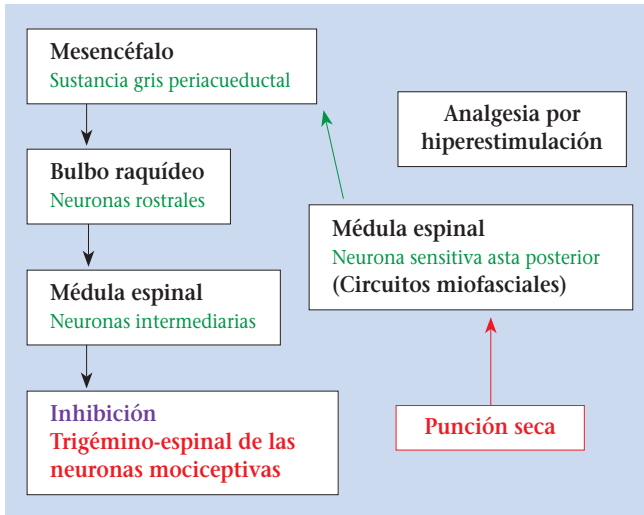 Mesencéfalo
Sustancia gris periacueductal
Bulbo raquídeo
Neuronas rostrales
Médula espinal
Neuronas intermediarias
Inhibición
Trigémino-espinal de las
neuronas mociceptivas
Analgesia por
hiperestimulación
Médula espinal
Neurona sensitiva asta posterior
(Circuitos miofasciales)
Punción seca